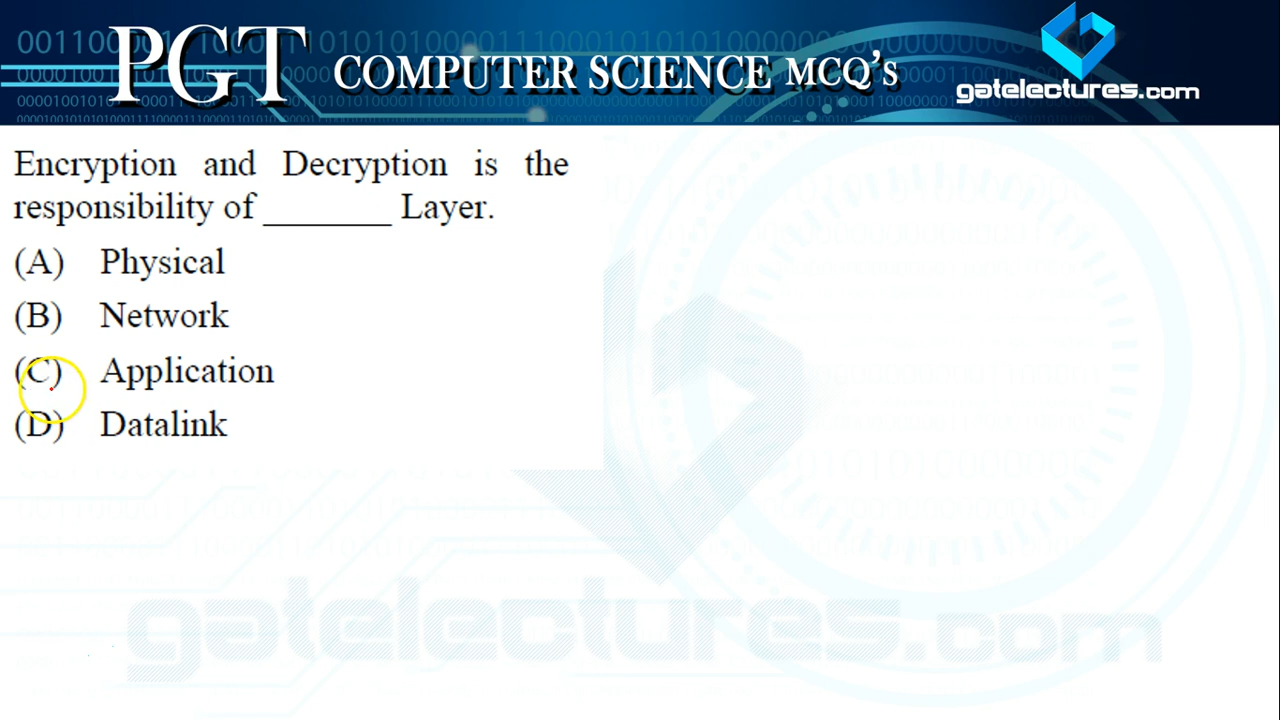 PGT COMPUTER SCIENCE MCQ's
gatelectures.com
Encryption and Decryption is the
responsibility of _______ Layer.
(A) Physical
(B) Network
(C) Application
(D) Datalink
gatelectures.com